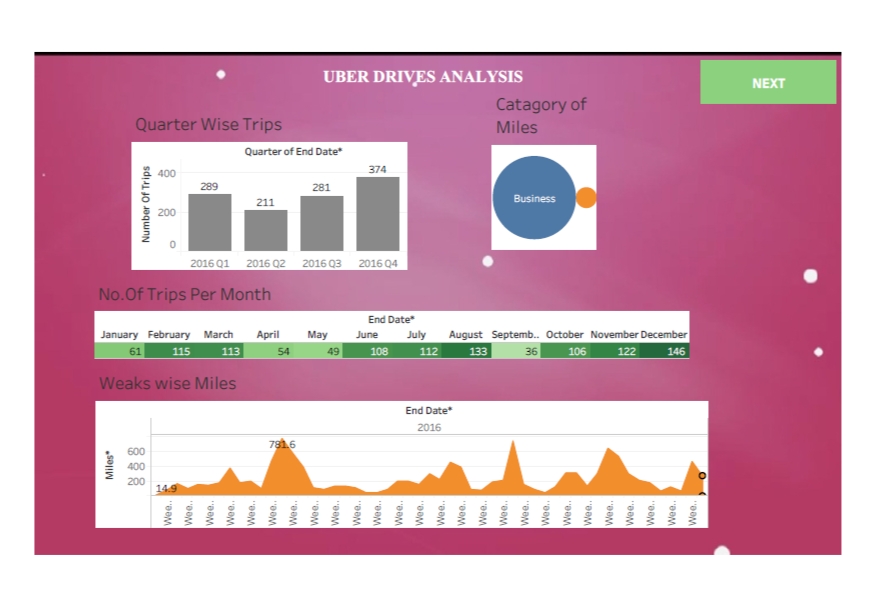 UBER DRIVES ANALYSIS
NEXT
Quarter Wise Trips
Catagory of
Miles
Quarter of End Date*
Number Of Trips
400
200
0
289
211
281
374
2016 Q1 2016 Q2 2016 Q3 2016 Q4
Business
No.Of Trips Per Month
End Date*
January February March April May June July August Septemb.. October November December
61 115 113 54 49 108 112 133 36 106 122 146
Weaks wise Miles
End Date*
2016
Miles*
600
400
200
781.6
14.9
Wee.. Wee.. Wee.. Wee.. Wee.. Wee.. Wee.. Wee.. Wee.. Wee.. Wee.. Wee.. Wee.. Wee.. Wee.. Wee.. Wee.. Wee.. Wee.. Wee.. Wee.. Wee.. Wee.. Wee.. Wee.. Wee..